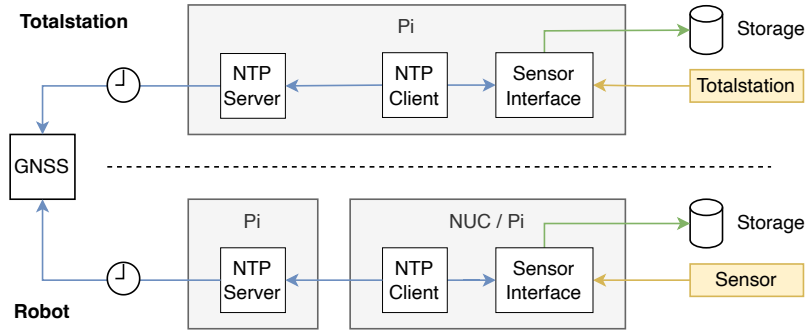 Totalstation
Pi
Storage
NTP
Server
NTP
Client
Sensor
Interface
Totalstation
GNSS
Pi
NUC / Pi
Storage
NTP
Server
NTP
Client
Sensor
Interface
Sensor
Robot